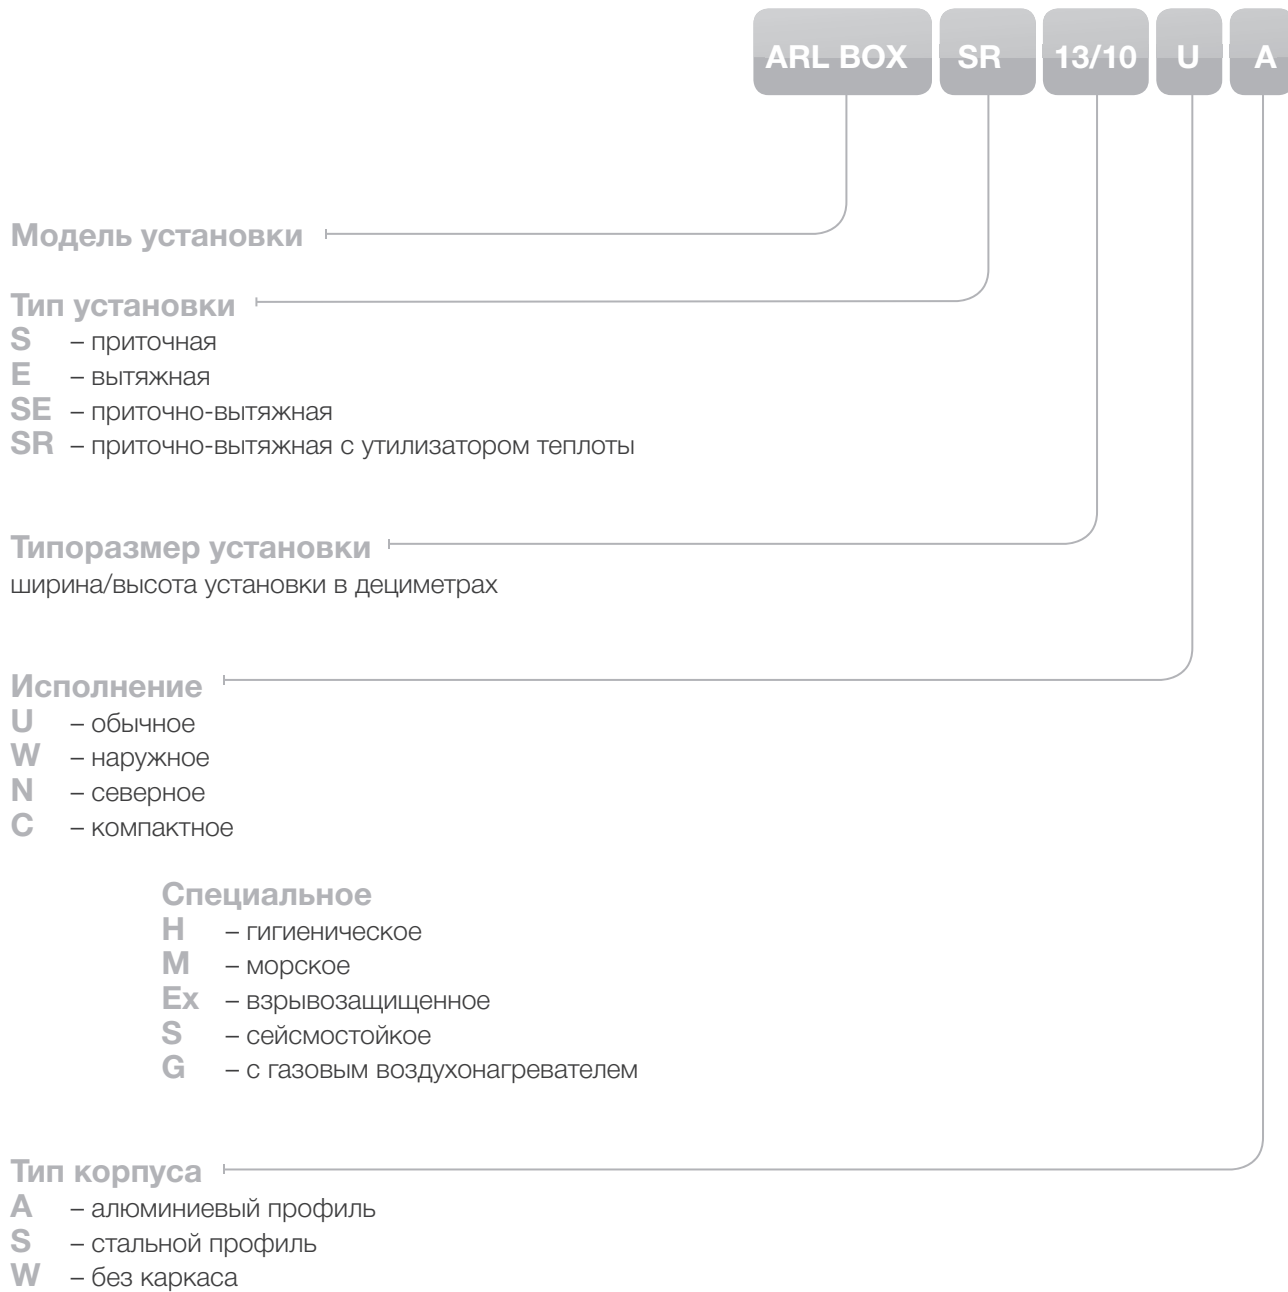 ARL BOX SR 13/10 U A
Модель установки
Тип установки
S – приточная
E – вытяжная
SE – приточно-вытяжная
SR – приточно-вытяжная с утилизатором теплоты
Типоразмер установки
ширина/высота установки в дециметрах
Исполнение
U – обычное
W – наружное
N – северное
C – компактное
Специальное
H – гигиеническое
M – морское
Ex – взрывозащищенное
S – сейсмостойкое
G – с газовым воздухонагревателем
Тип корпуса
A – алюминиевый профиль
S – стальной профиль
W – без каркаса